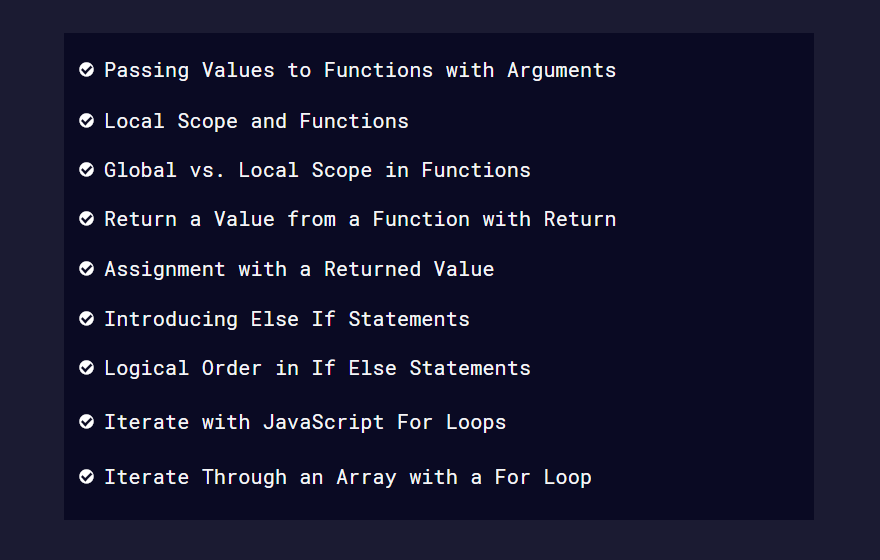 Passing Values to Functions with Arguments
Local Scope and Functions
Global vs. Local Scope in Functions
Return a Value from a Function with Return
Assignment with a Returned Value
Introducing Else If Statements
Logical Order in If Else Statements
Iterate with JavaScript For Loops
Iterate Through an Array with a For Loop